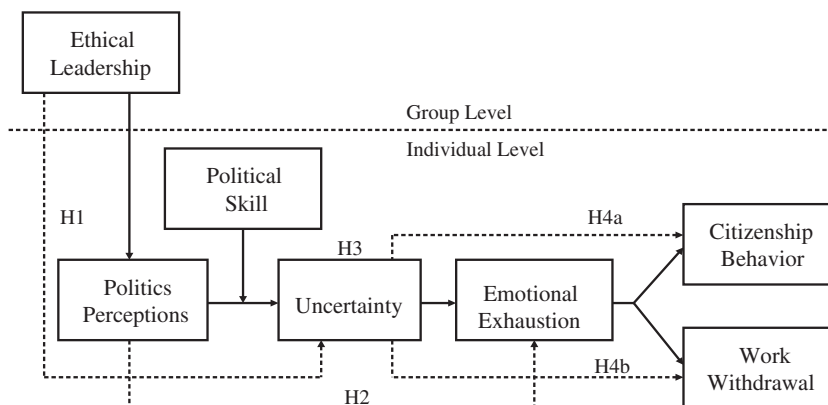 Ethical
Leadership
Group Level
Individual Level
Political
Skill
H1
H3
H4a
Citizenship
Behavior
Politics
Perceptions
Uncertainty
Emotional
Exhaustion
H4b
Work
Withdrawal
H2